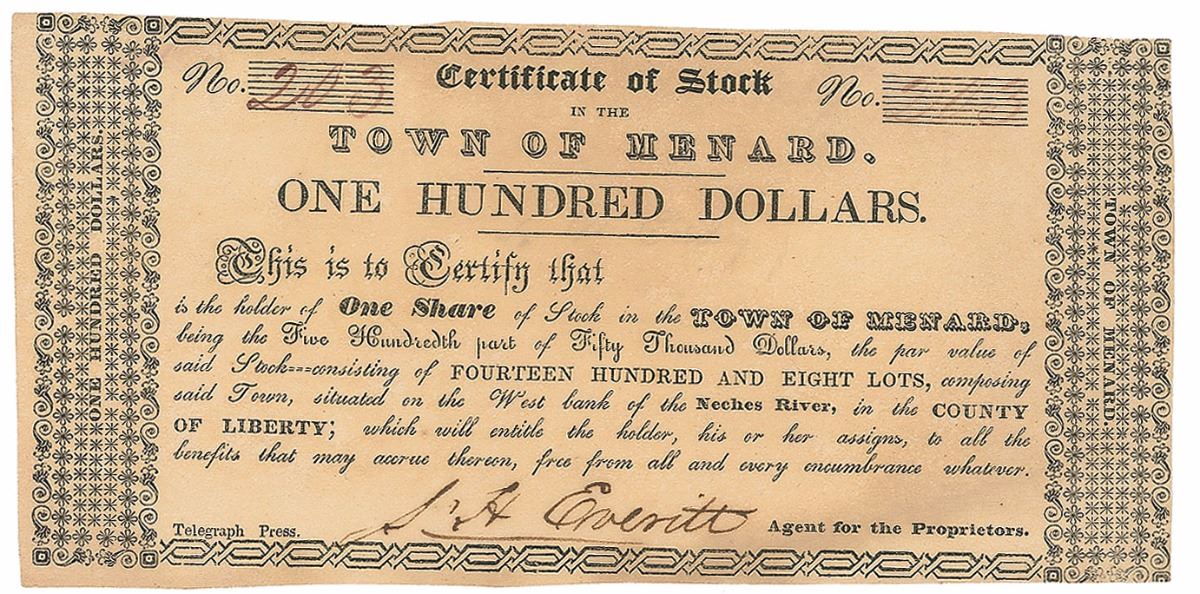 No. 203
Certificate of Stock
No.
IN THE
TOWN OF MENARD.
ONE HUNDRED DOLLARS.
This is to Certify that
is the holder of One Share of Stock in the TOWN OF MENARD;
being the Five Hundredth part of Fifty Thousand Dollars, the par value of
said Stock===consisting of FOURTEEN HUNDRED AND EIGHT LOTS, composing
said Town, situated on the West bank of the Neches River, in the COUNTY
OF LIBERTY; which will entitle the holder, his or her assigns, to all the
benefits that may accrue thereon, free from all and every encumbrance whatever.
S. H Everitt
Telegraph Press.
Agent for the Proprietors.
ONE HUNDRED DOLLARS.
TOWN OF MENARD.